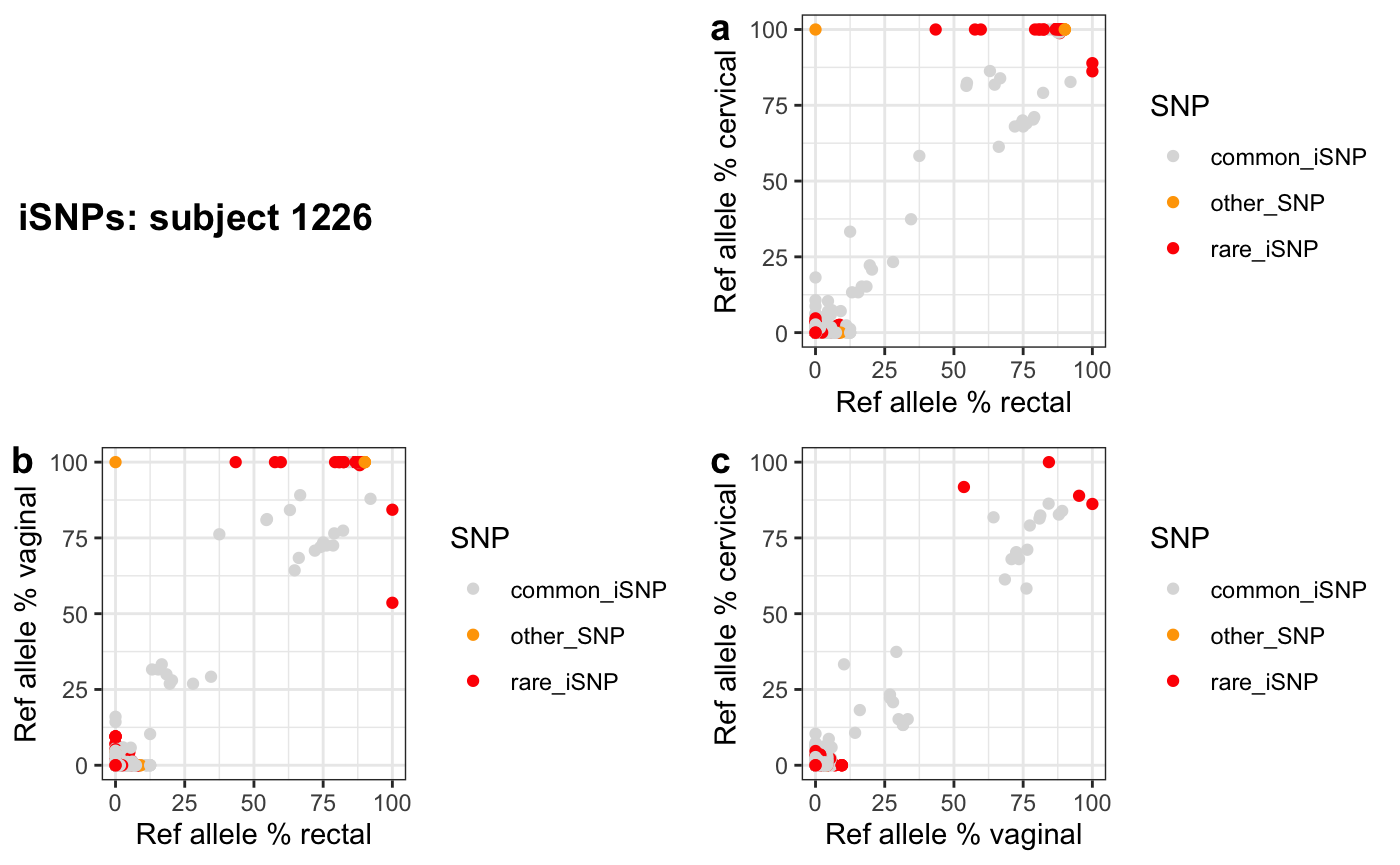 iSNPs: subject 1226
a
Ref allele % cervical
100
75
50
25
0
0 25 50 75 100
Ref allele % rectal
SNP
common_iSNP
other_SNP
rare_iSNP
b
Ref allele % vaginal
100
75
50
25
0
0 25 50 75 100
Ref allele % rectal
SNP
common_iSNP
other_SNP
rare_iSNP
c
Ref allele % cervical
100
75
50
25
0
0 25 50 75 100
Ref allele % vaginal
SNP
common_iSNP
other_SNP
rare_iSNP